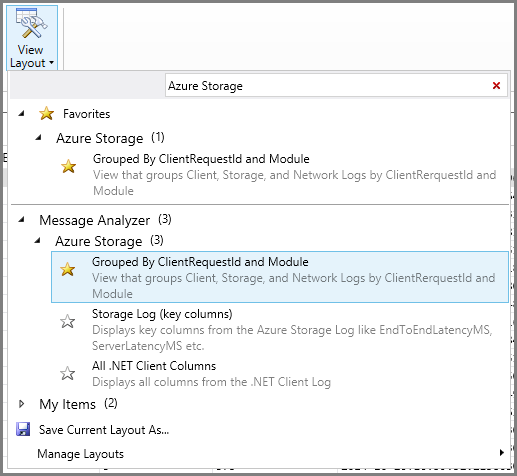 View
Layout
Azure Storage
Favorites
Azure Storage (1)
Grouped By ClientRequestId and Module
View that groups Client, Storage, and Network Logs by ClientRerquestId and
Module
Message Analyzer (3)
Azure Storage (3)
Grouped By ClientRequestId and Module
View that groups Client, Storage, and Network Logs by ClientRerquestId and
Module
Storage Log (key columns)
Displays key columns from the Azure Storage Log like EndToEndLatencyMS,
ServerLatencyMS etc.
All .NET Client Columns
Displays all columns from the .NET Client Log
My Items (2)
Save Current Layout As...
Manage Layouts